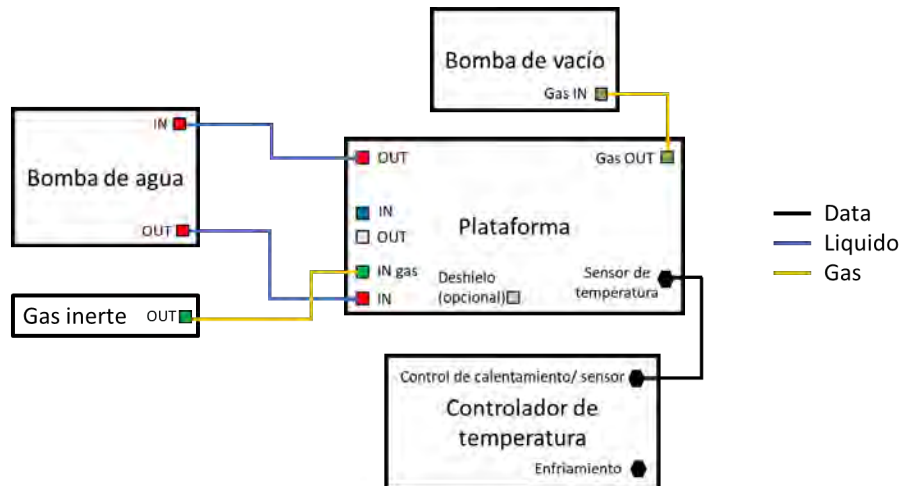 Bomba de vacío
Gas IN
IN
Bomba de agua
OUT
OUT
Gas OUT
IN
OUT
Plataforma
IN gas
IN
Deshielo
(opcional)
Sensor de
temperatura
Gas inerte
OUT
Data
Liquido
Gas
Control de calentamiento/ sensor
Controlador de
temperatura
Enfriamiento